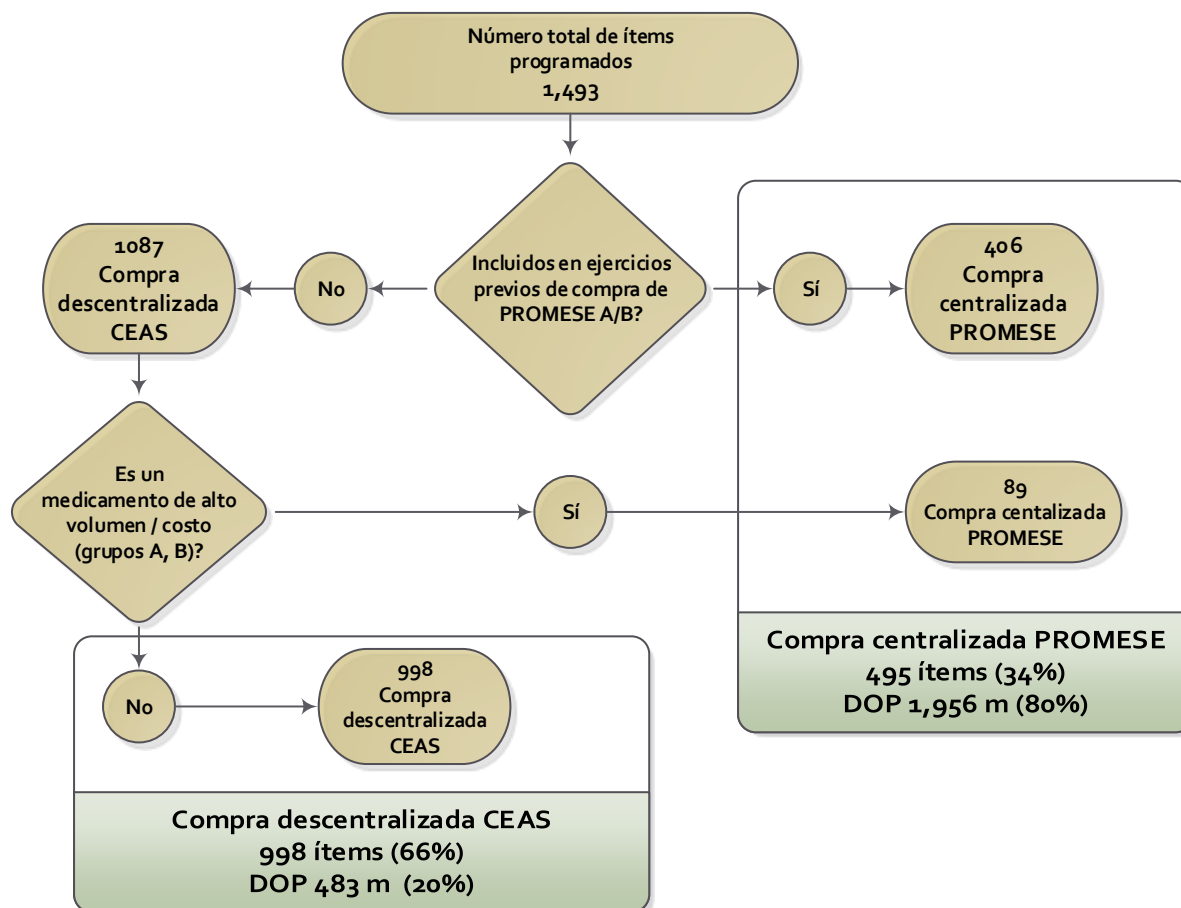 Número total de ítems
programados
1,493
Incluidos en ejercicios
previos de compra de
PROMESE A/B?
No
1087
Compra
descentralizada
CEAS
Sí
406
Compra
centralizada
PROMESE
Es un
medicamento de alto
volumen / costo
(grupos A, B)?
Sí
89
Compra centalizada
PROMESE
Compra centralizada PROMESE
495 ítems (34%)
DOP 1,956 m (80%)
No
998
Compra
descentralizada
CEAS
Compra descentralizada CEAS
998 ítems (66%)
DOP 483 m (20%)